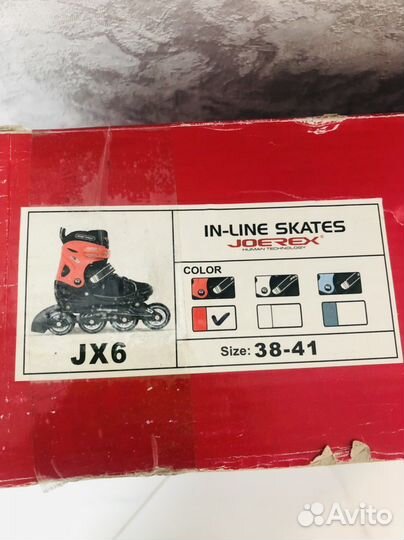 IN-LINE SKATES
JOEREX
HUMAN TECHNOLOGY
COLOR
JX6
Size: 38-41
Avito